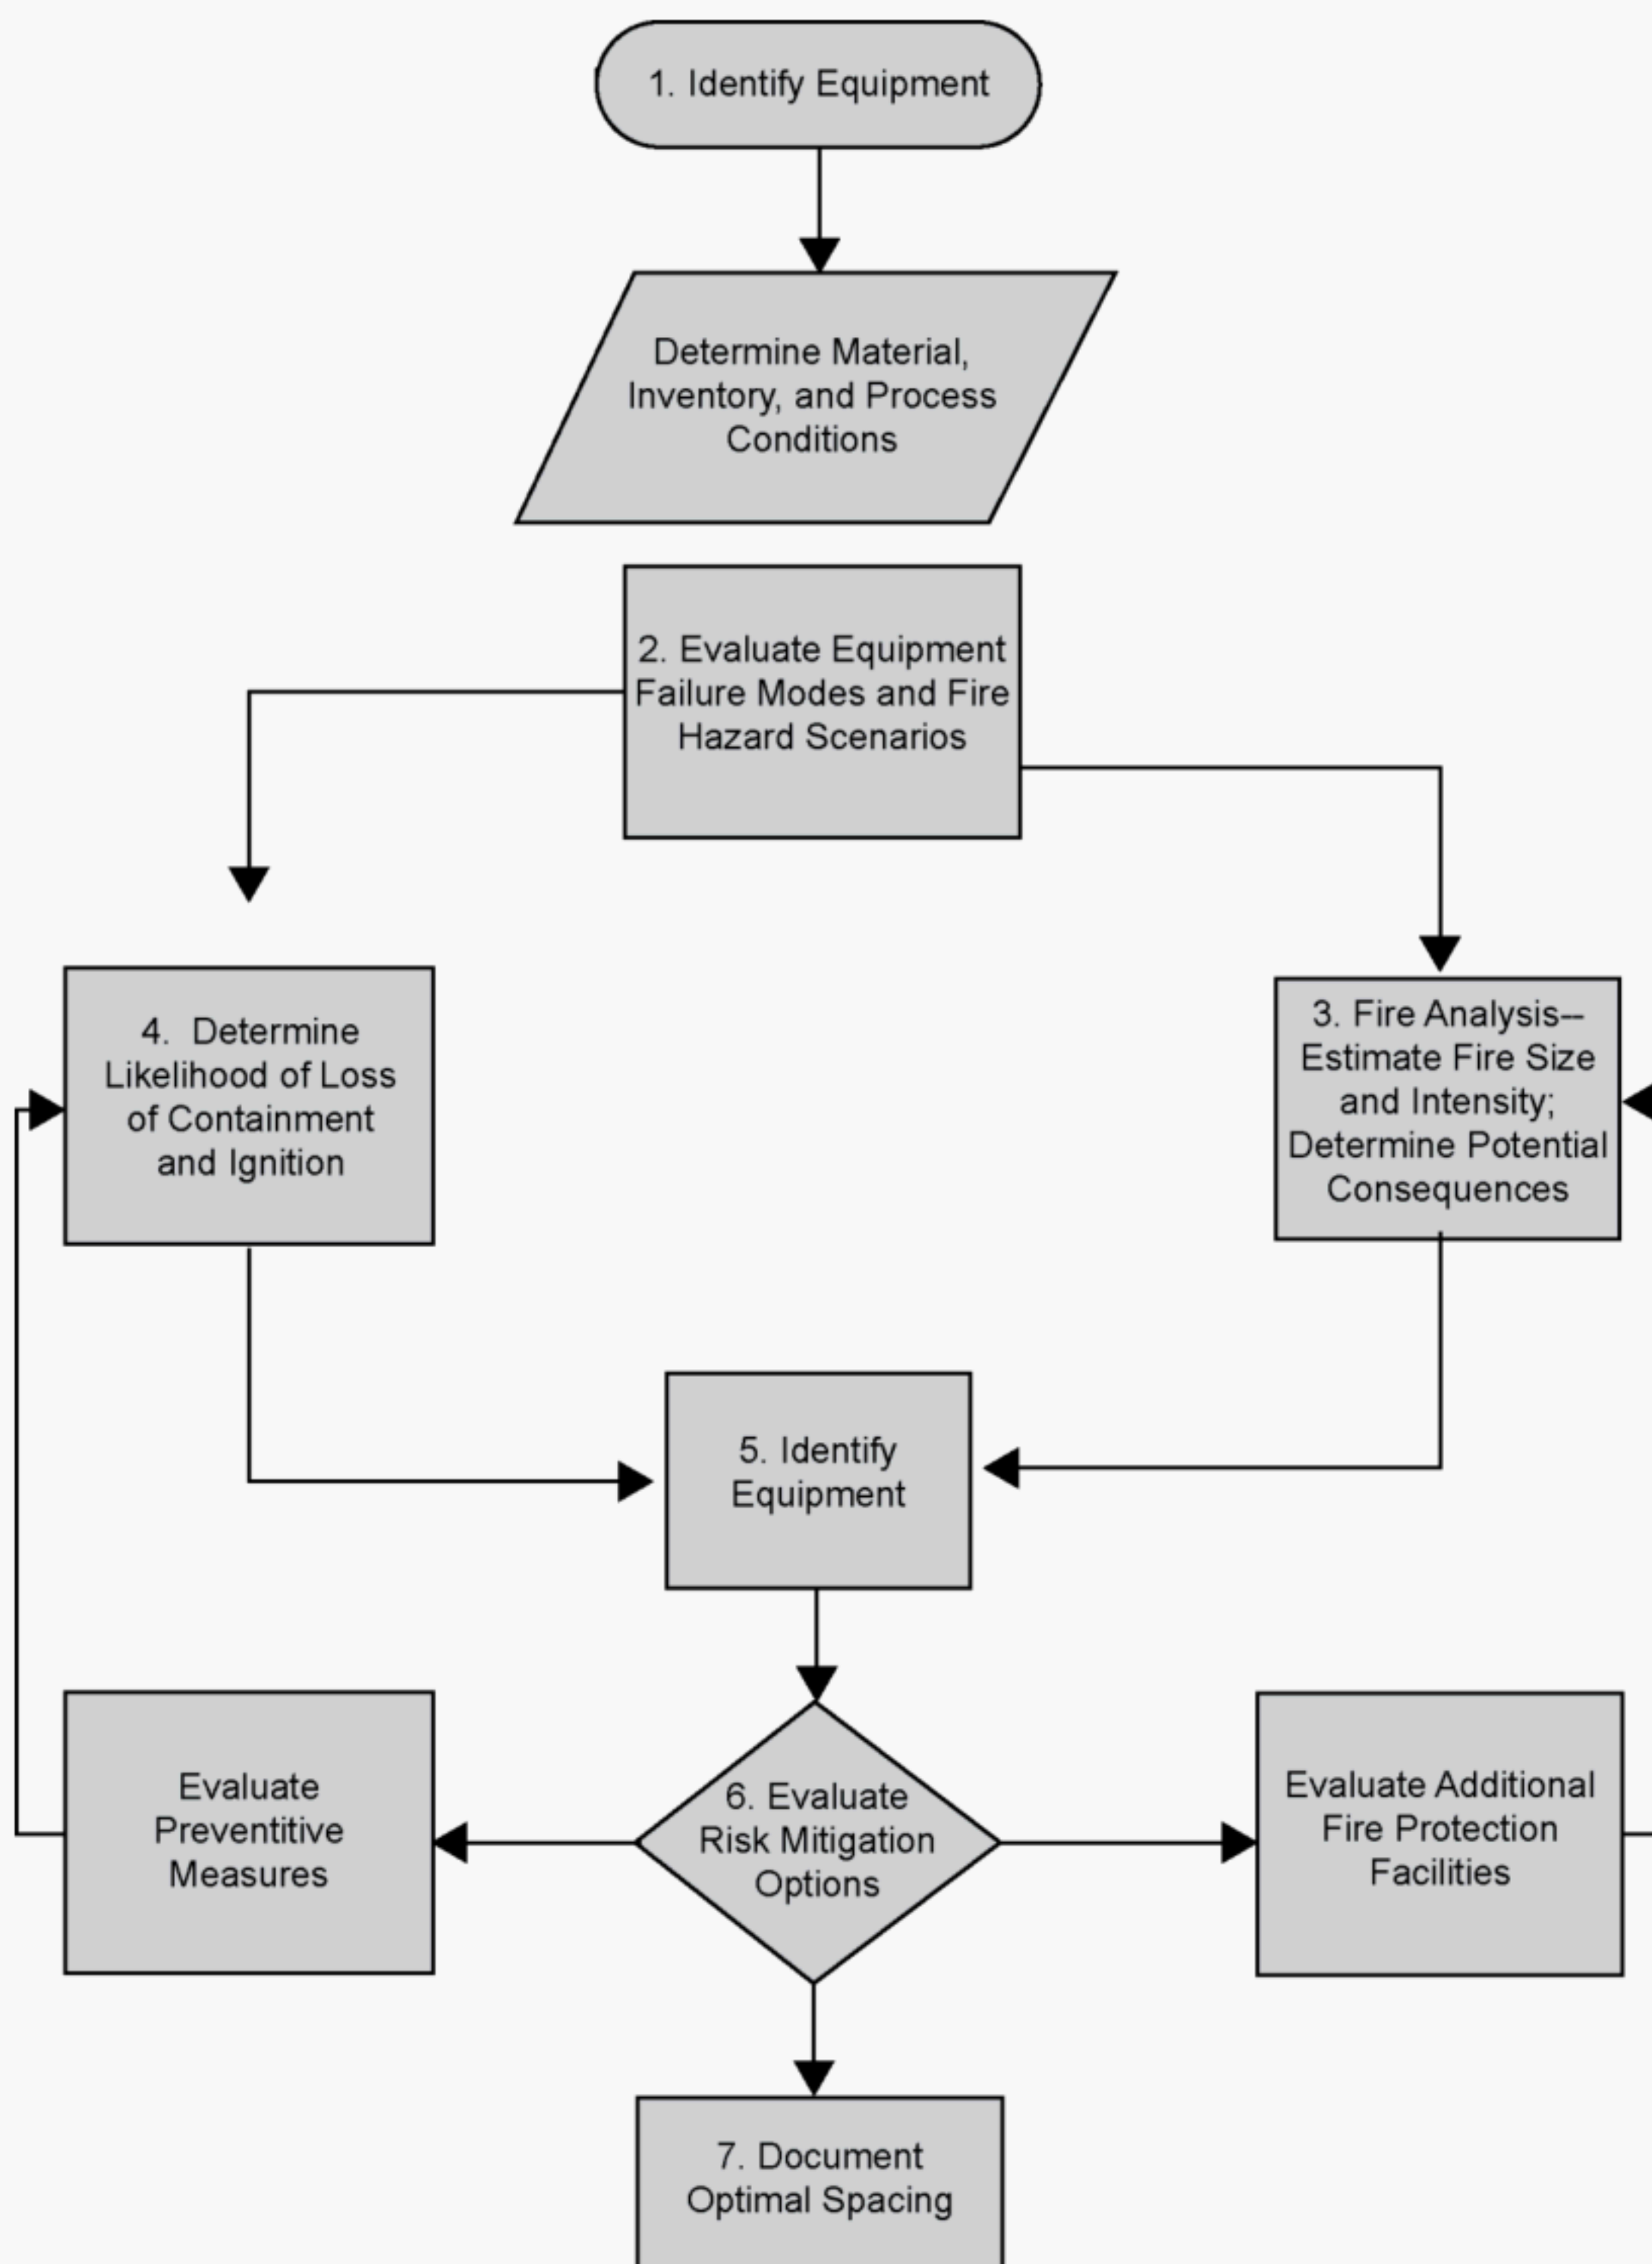 1. Identify Equipment
Determine Material,
Inventory, and Process
Conditions
2. Evaluate Equipment
Failure Modes and Fire
Hazard Scenarios
4.  Determine
Likelihood of Loss
of Containment
and Ignition
3. Fire Analysis--
Estimate Fire Size
and Intensity;
Determine Potential
Consequences
5. Identify
Equipment
Evaluate
Preventitive
Measures
6. Evaluate
Risk Mitigation
Options
Evaluate Additional
Fire Protection
Facilities
7. Document
Optimal Spacing